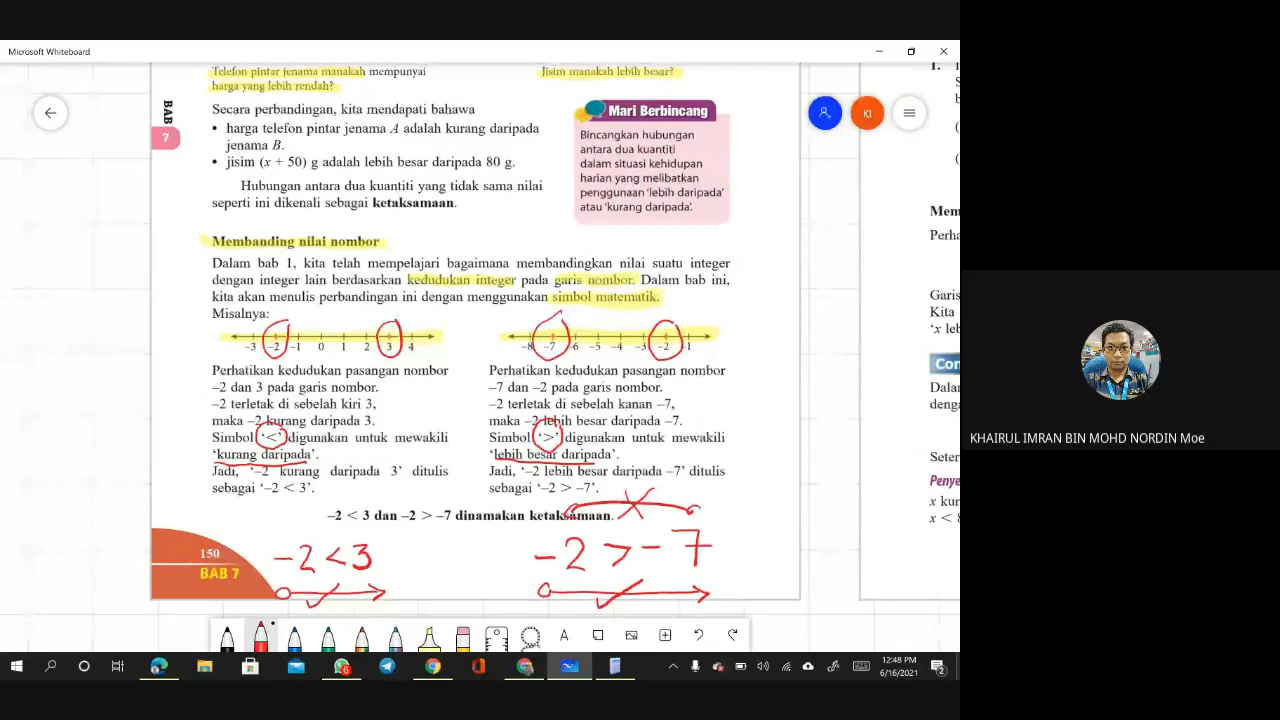 Microsoft Whiteboard
Telefon pintar jenama manakah mempunyai
harga yang lebih rendah?
Jisim manakah lebih besar?
BAB
7
Secara perbandingan, kita mendapati bahawa
• harga telefon pintar jenama A adalah kurang daripada
jenama B.
• jisim (x + 50) g adalah lebih besar daripada 80 g.
Hubungan antara dua kuantiti yang tidak sama nilai
seperti ini dikenali sebagai ketaksamaan.
Mari Berbincang
Bincangkan hubungan
antara dua kuantiti
dalam situasi kehidupan
harian yang melibatkan
penggunaan 'lebih daripada'
atau 'kurang daripada'.
Membanding nilai nombor
Dalam bab 1, kita telah mempelajari bagaimana membandingkan nilai suatu integer
dengan integer lain berdasarkan kedudukan integer pada garis nombor. Dalam bab ini,
kita akan menulis perbandingan ini dengan menggunakan simbol matematik.
Misalnya:
–3 –2 –1 0 1 2 3 4
Perhatikan kedudukan pasangan nombor
–2 dan 3 pada garis nombor.
–2 terletak di sebelah kiri 3,
maka –2 kurang daripada 3.
Simbol '<' digunakan untuk mewakili
'kurang daripada'.
Jadi, '–2 kurang daripada 3' ditulis
sebagai '–2 < 3'.
–8 –7 –6 –5 –4 –3 –2 –1
Perhatikan kedudukan pasangan nombor
–7 dan –2 pada garis nombor.
–2 terletak di sebelah kanan –7,
maka –2 lebih besar daripada –7.
Simbol '>' digunakan untuk mewakili
'lebih besar daripada'.
Jadi, '–2 lebih besar daripada –7' ditulis
sebagai '–2 > –7'.
–2 < 3 dan –2 > –7 dinamakan ketaksamaan.
-2 < 3
-2 > -7
150
BAB 7
1.
Mem
Perha
Garis
Kita
'x leb
Con
Dalam
denga
Seter
Penye
x kur
x < 8
KI
KHAIRUL IMRAN BIN MOHD NORDIN Moe
A
6
12:48 PM
6/16/2021
2